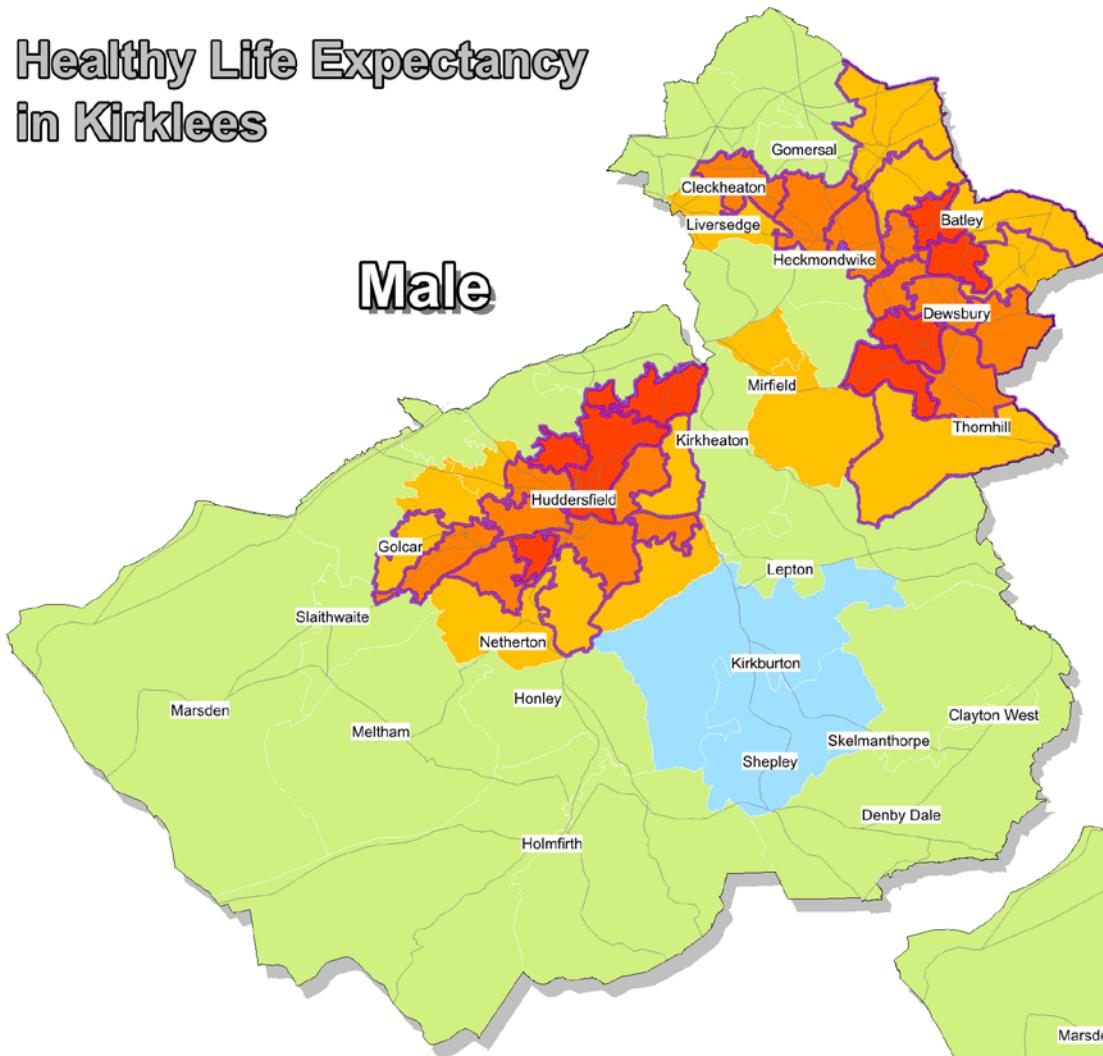 Healthy Life Expectancy
in Kirklees
Male
Gomersal
Cleckheaton
Liversedge
Batley
Heckmondwike
Dewsbury
Mirfield
Thornhill
Kirkheaton
Huddersfield
Golcar
Lepton
Slaithwaite
Netherton
Kirkburton
Honley
Marsden
Clayton West
Meltham
Skelmanthorpe
Shepley
Denby Dale
Holmfirth
Marsde